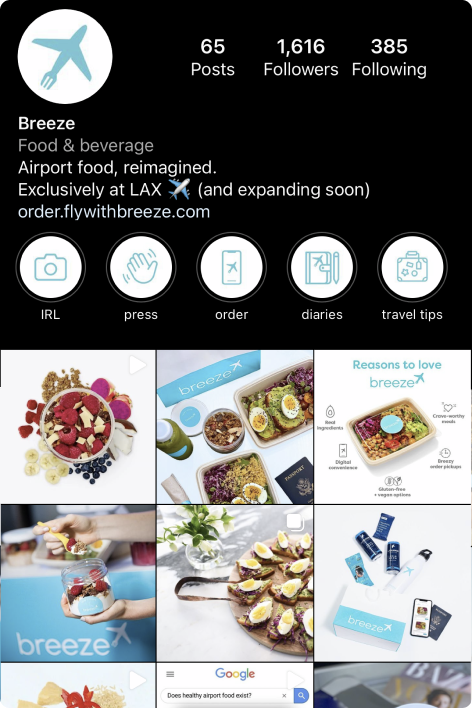 65
Posts
1,616
Followers
385
Following
Breeze
Food & beverage
Airport food, reimagined.
Exclusively at LAX ✈️ (and expanding soon)
order.flywithbreeze.com
IRL
press
order
diaries
travel tips
breeze
PASSPORT
Reasons to love
breeze
Real
ingredients
Crave-worthy
meals
Digital
convenience
Breezy
order pickups
Gluten-free
+ vegan options
breeze
breeze
Google
Does healthy airport food exist?